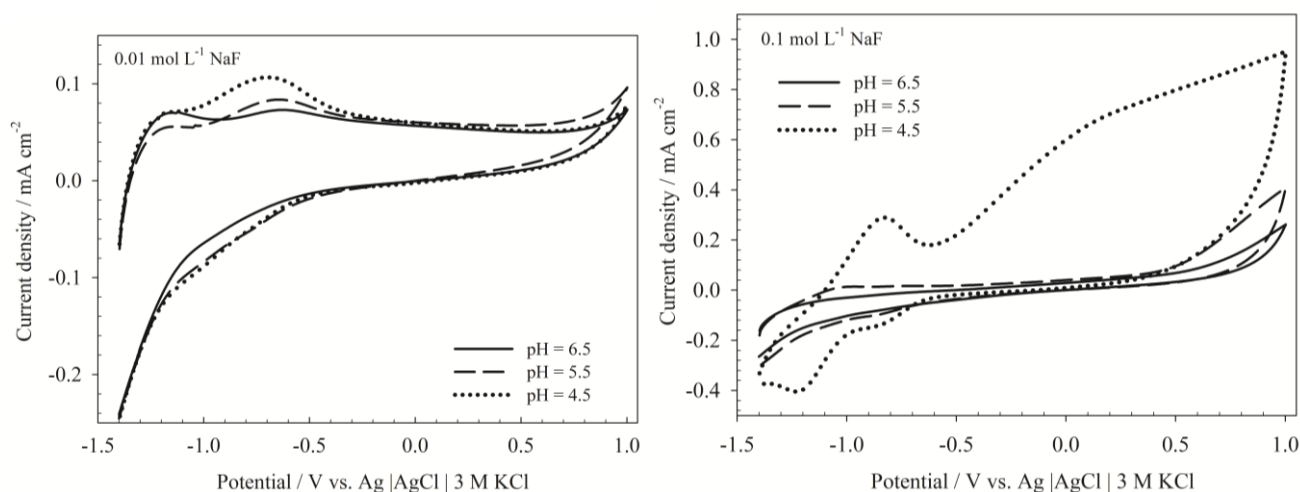 0.01 mol L⁻¹ NaF
0.1
0.0
-0.1
-0.2
Current density / mA cm⁻²
pH = 6.5
pH = 5.5
pH = 4.5
-1.5 -1.0 -0.5 0.0 0.5 1.0
Potential / V vs. Ag |AgCl | 3 M KCl
0.1 mol L⁻¹ NaF
1.0
0.8
0.6
0.4
0.2
0.0
-0.2
-0.4
Current density / mA cm⁻²
pH = 6.5
pH = 5.5
pH = 4.5
-1.5 -1.0 -0.5 0.0 0.5 1.0
Potential / V vs. Ag |AgCl | 3 M KCl